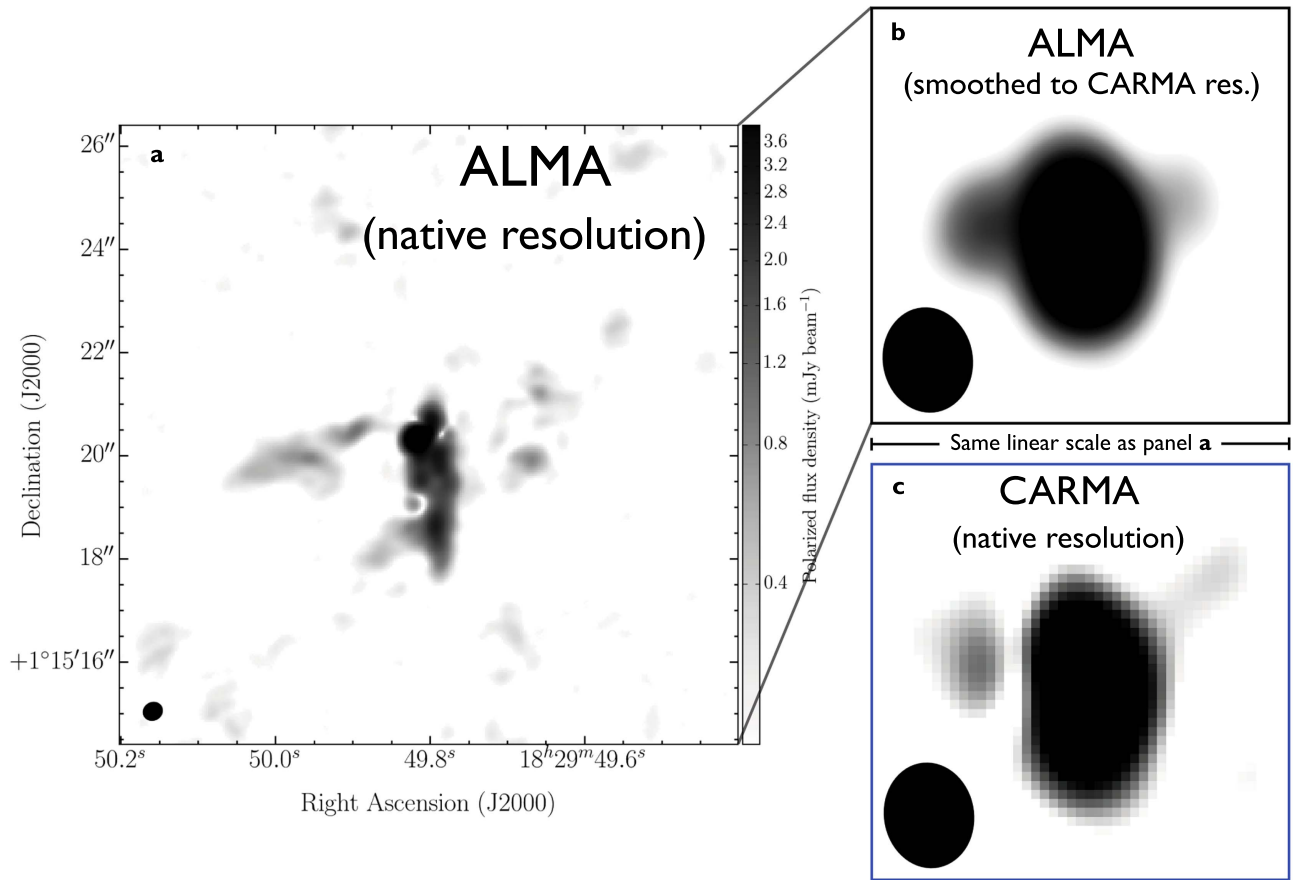 a
ALMA
(native resolution)
26″
24″
22″
20″
18″
+1°15′16″
Declination (J2000)
50.2ˢ
50.0ˢ
49.8ˢ
18ʰ29ᵐ49.6ˢ
Right Ascension (J2000)
3.6
3.2
2.8
2.4
2.0
1.6
1.2
0.8
0.4
Polarized flux density (mJy beam⁻¹)
b
ALMA
(smoothed to CARMA res.)
Same linear scale as panel a
c
CARMA
(native resolution)